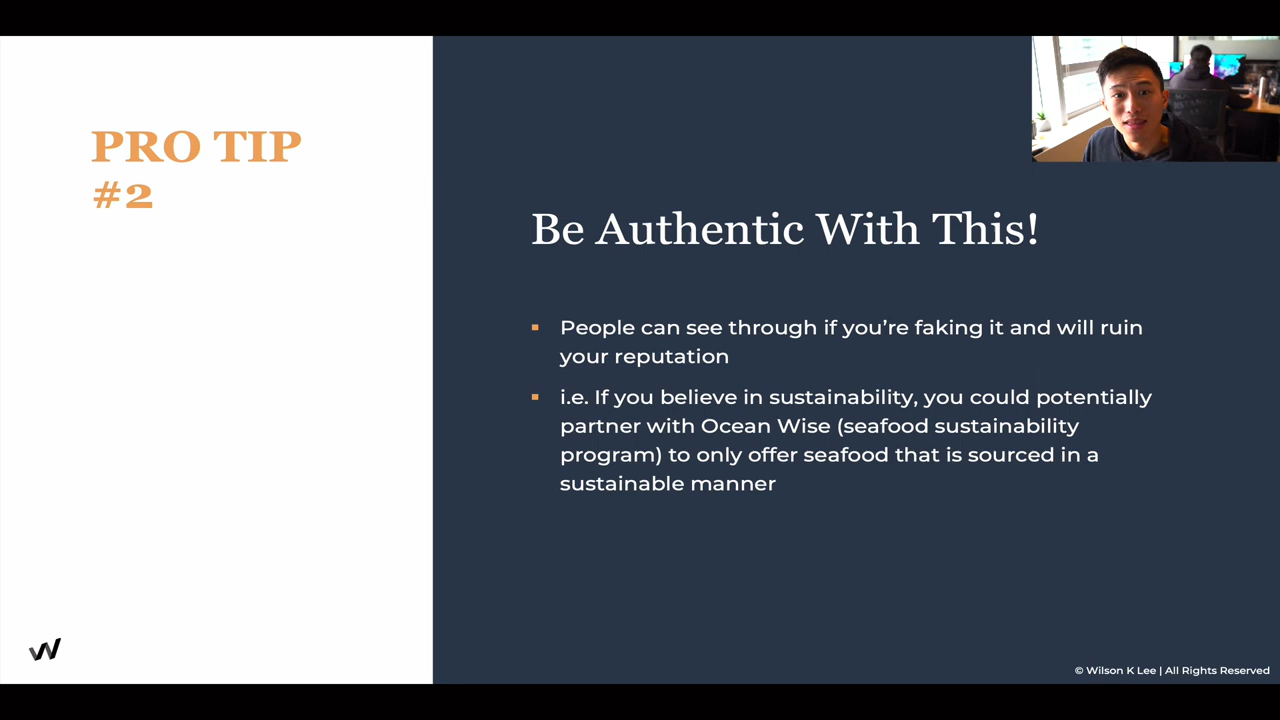 PRO TIP
#2
Be Authentic With This!
▪ People can see through if you’re faking it and will ruin
your reputation
▪ i.e. If you believe in sustainability, you could potentially
partner with Ocean Wise (seafood sustainability
program) to only offer seafood that is sourced in a
sustainable manner
© Wilson K Lee | All Rights Reserved